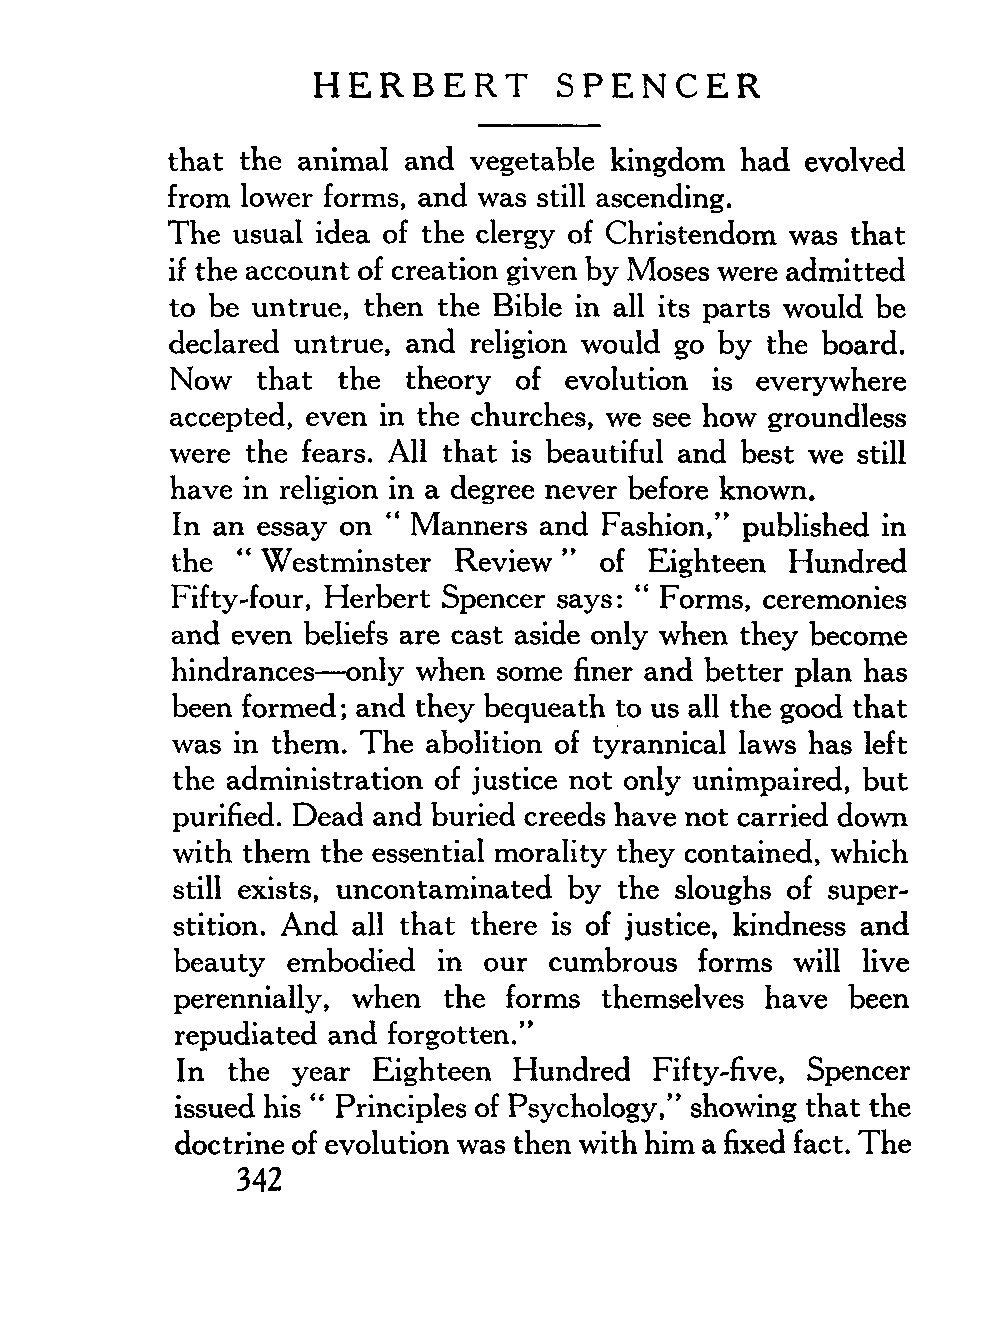 HERBERT SPENCER
that the animal and vegetable kingdom had evolved
from lower forms, and was still ascending.
The usual idea of the clergy of Christendom was that
if the account of creation given by Moses were admitted
to be untrue, then the Bible in all its parts would be
declared untrue, and religion would go by the board.
Now that the theory of evolution is everywhere
accepted, even in the churches, we see how groundless
were the fears. All that is beautiful and best we still
have in religion in a degree never before known.
In an essay on “ Manners and Fashion,” published in
the “ Westminster Review ” of Eighteen Hundred
Fifty-four, Herbert Spencer says: “ Forms, ceremonies
and even beliefs are cast aside only when they become
hindrances—only when some finer and better plan has
been formed; and they bequeath to us all the good that
was in them. The abolition of tyrannical laws has left
the administration of justice not only unimpaired, but
purified. Dead and buried creeds have not carried down
with them the essential morality they contained, which
still exists, uncontaminated by the sloughs of super-
stition. And all that there is of justice, kindness and
beauty embodied in our cumbrous forms will live
perennially, when the forms themselves have been
repudiated and forgotten.”
In the year Eighteen Hundred Fifty-five, Spencer
issued his “ Principles of Psychology,” showing that the
doctrine of evolution was then with him a fixed fact. The
342